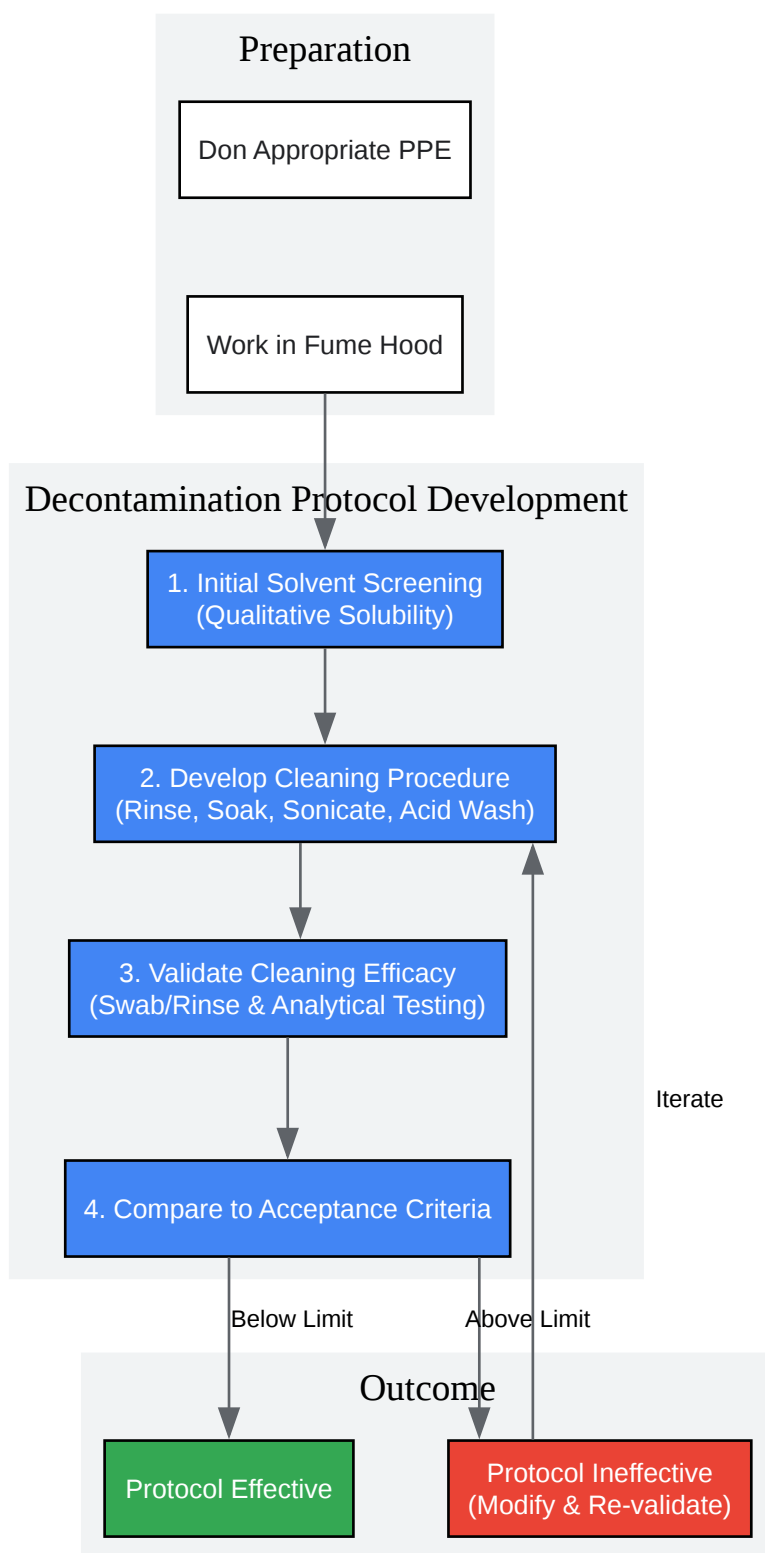 Preparation
Don Appropriate PPE
Work in Fume Hood
Decontamination Protocol Development
1. Initial Solvent Screening
(Qualitative Solubility)
2. Develop Cleaning Procedure
(Rinse, Soak, Sonicate, Acid Wash)
3. Validate Cleaning Efficacy
(Swab/Rinse & Analytical Testing)
Iterate
4. Compare to Acceptance Criteria
Below Limit
Above Limit
Outcome
Protocol Effective
Protocol Ineffective
(Modify & Re-validate)